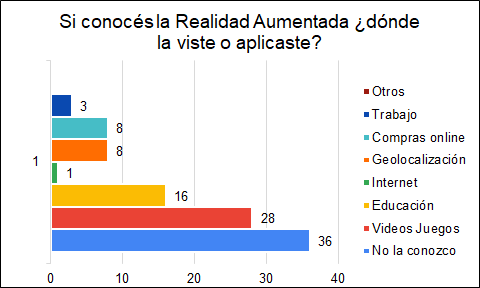 Si conocés la Realidad Aumentada ¿dónde
la viste o aplicaste?
Otros
3
Trabajo
8
Compras online
8
Geolocalización
1
1
Internet
16
Educación
28
Videos Juegos
36
No la conozco
0
10
20
30
40